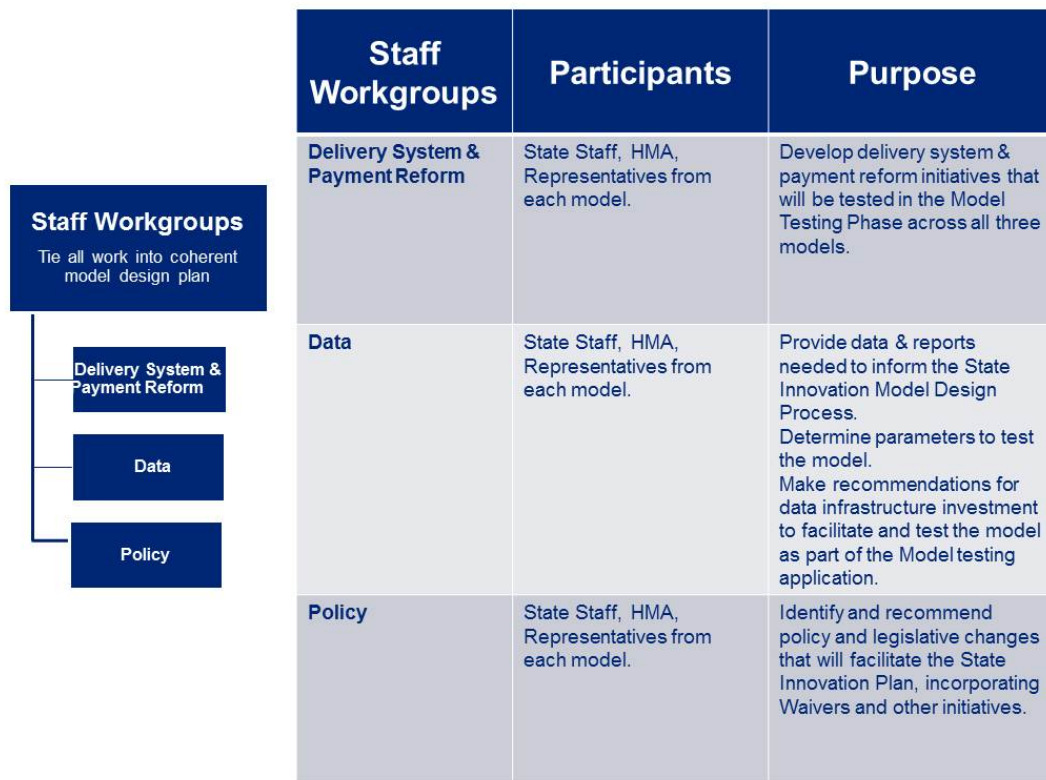 Staff Workgroups
Tie all work into coherent
model design plan
Delivery System &
Payment Reform
Data
Policy
Staff
Workgroups
Participants
Purpose
Delivery System &
Payment Reform
State Staff, HMA,
Representatives from
each model.
Develop delivery system &
payment reform initiatives that
will be tested in the Model
Testing Phase across all three
models.
Data
State Staff, HMA,
Representatives from
each model.
Provide data & reports
needed to inform the State
Innovation Model Design
Process.
Determine parameters to test
the model.
Make recommendations for
data infrastructure investment
to facilitate and test the model
as part of the Model testing
application.
Policy
State Staff, HMA,
Representatives from
each model.
Identify and recommend
policy and legislative changes
that will facilitate the State
Innovation Plan, incorporating
Waivers and other initiatives.